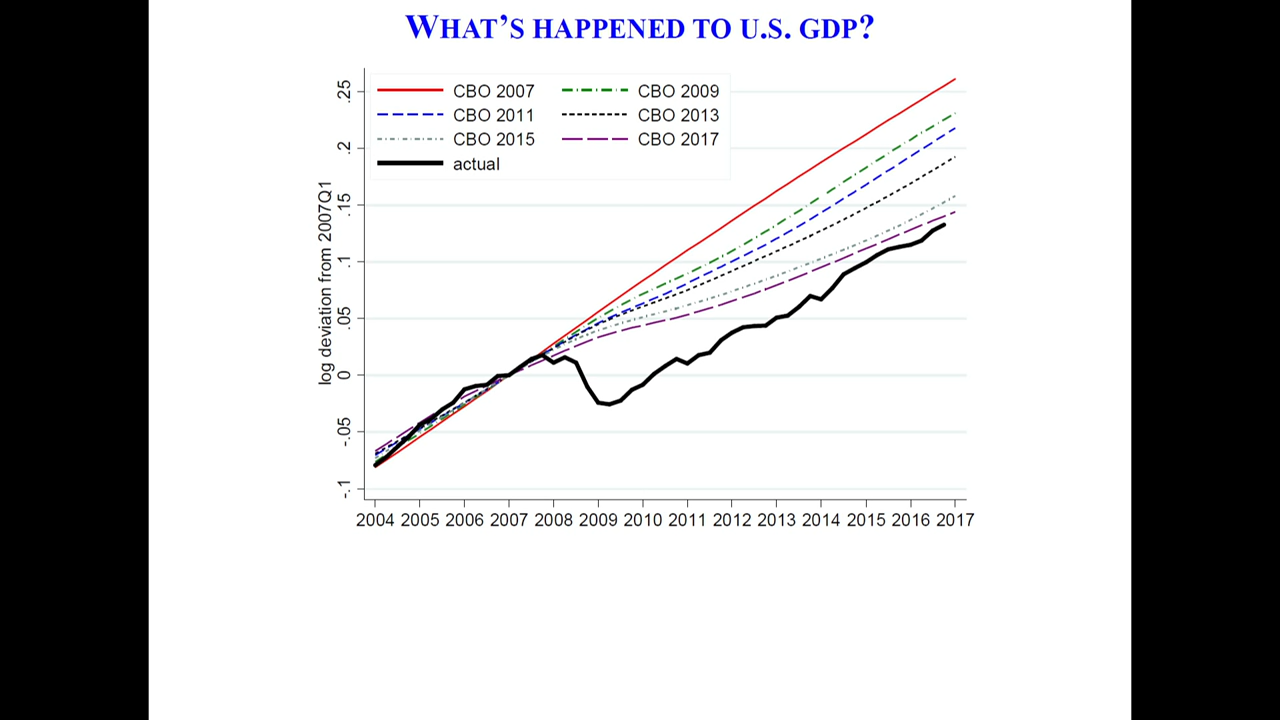 WHAT'S HAPPENED TO U.S. GDP?
CBO 2007 CBO 2009
CBO 2011 CBO 2013
CBO 2015 CBO 2017
actual
log deviation from 2007Q1
.25
.2
.15
.1
.05
0
-.05
-.1
2004 2005 2006 2007 2008 2009 2010 2011 2012 2013 2014 2015 2016 2017